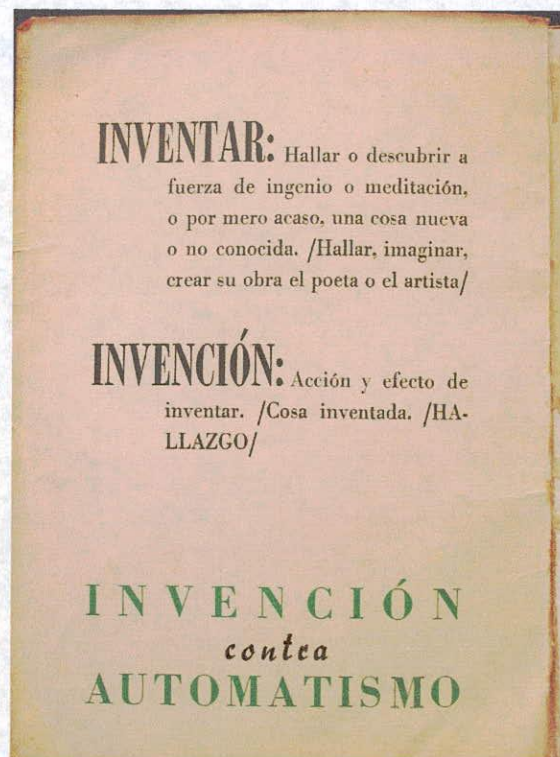 INVENTAR: Hallar o descubrir a
fuerza de ingenio o meditación,
o por mero acaso, una cosa nueva
o no conocida. /Hallar, imaginar,
crear su obra el poeta o el artista/
INVENCIÓN: Acción y efecto de
inventar. /Cosa inventada. /HA-
LLAZGO/
INVENCIÓN
contra
AUTOMATISMO